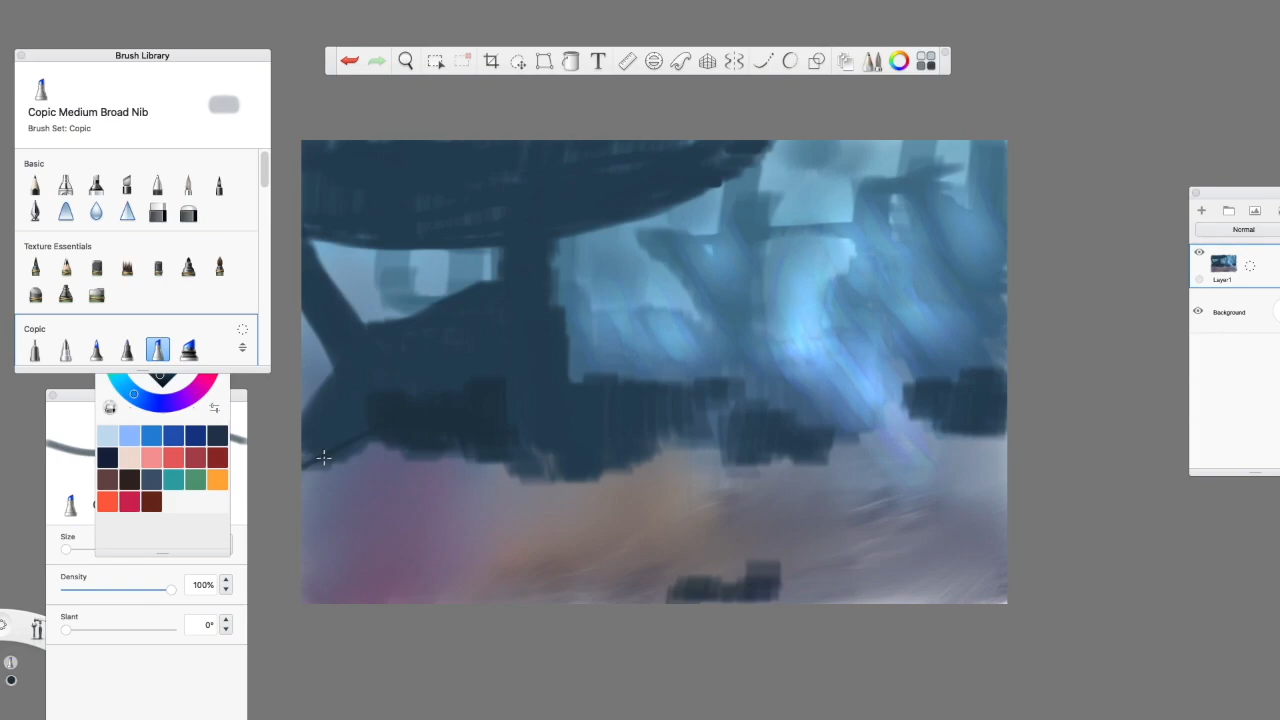 Brush Library
Copic Medium Broad Nib
Brush Set: Copic
Basic
Texture Essentials
Copic
Size
Density
100%
Slant
0°
Normal
Layer1
Background